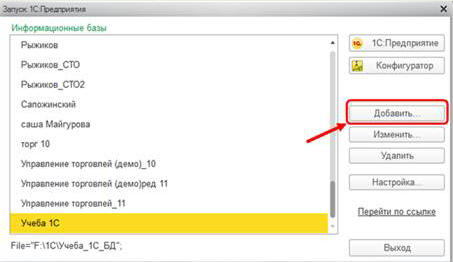 Запуск 1С:Предприятия
Информационные базы
Рыжиков
Рыжиков_СТО
Рыжиков_СТО2
Сапожинский
саша Майгурова
торг 10
Управление торговлей (демо)_10
Управление торговлей (демо)ред 11
Управление торговлей_11
Учеба 1С
File="F:\1С\Учеба_1С_БД";
1С:Предприятие
Конфигуратор
Добавить...
Изменить...
Удалить
Настройка...
Перейти по ссылке
Выход